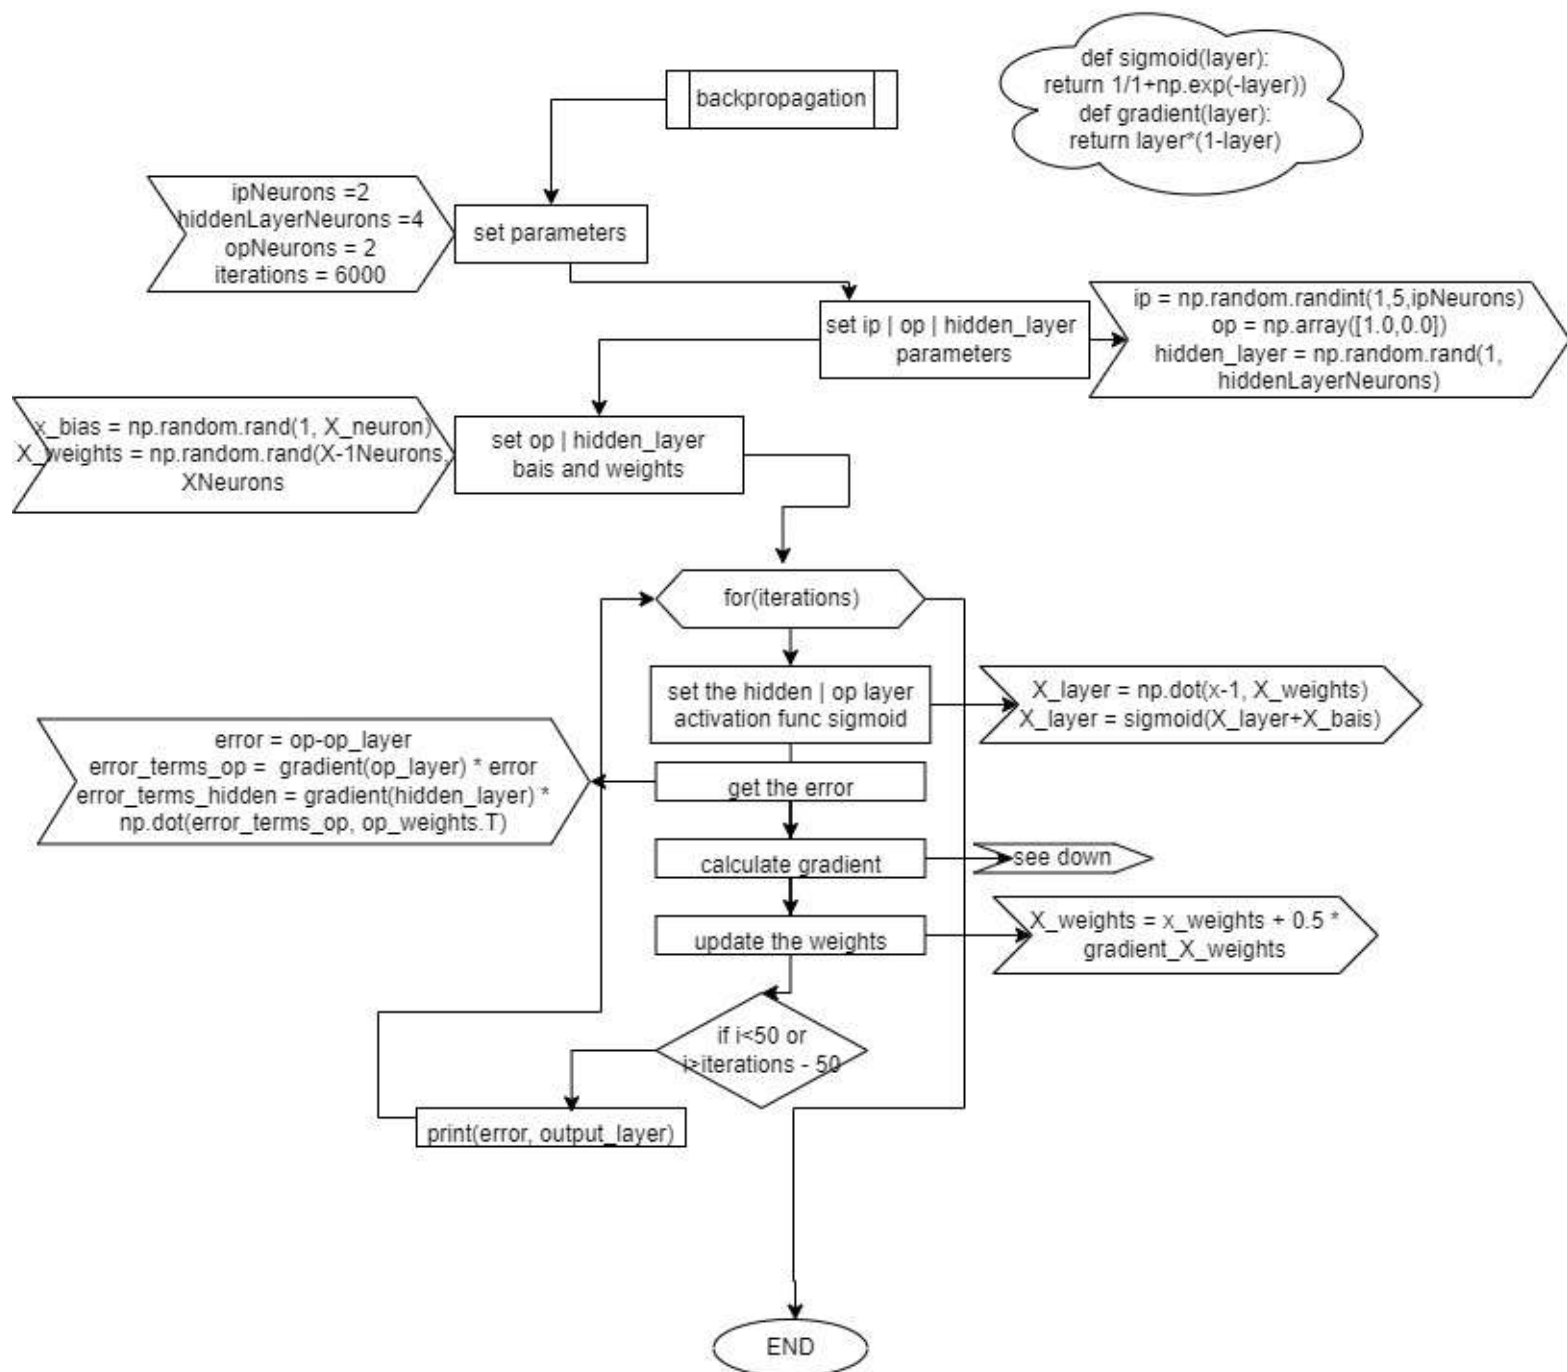 def sigmoid(layer):
return 1/1+np.exp(-layer))
def gradient(layer):
return layer*(1-layer)
backpropagation
ipNeurons =2
hiddenLayerNeurons =4
opNeurons = 2
iterations = 6000
set parameters
set ip | op | hidden_layer
parameters
ip = np.random.randint(1,5,ipNeurons)
op = np.array([1.0,0.0])
hidden_layer = np.random.rand(1,
hiddenLayerNeurons)
x_bias = np.random.rand(1, X_neuron)
X_weights = np.random.rand(X-1Neurons,
XNeurons
set op | hidden_layer
bais and weights
for(iterations)
set the hidden | op layer
activation func sigmoid
X_layer = np.dot(x-1, X_weights)
X_layer = sigmoid(X_layer+X_bais)
error = op-op_layer
error_terms_op =  gradient(op_layer) * error
error_terms_hidden = gradient(hidden_layer) *
np.dot(error_terms_op, op_weights.T)
get the error
calculate gradient
see down
update the weights
X_weights = x_weights + 0.5 *
gradient_X_weights
if i<50 or
i>iterations - 50
print(error, output_layer)
END